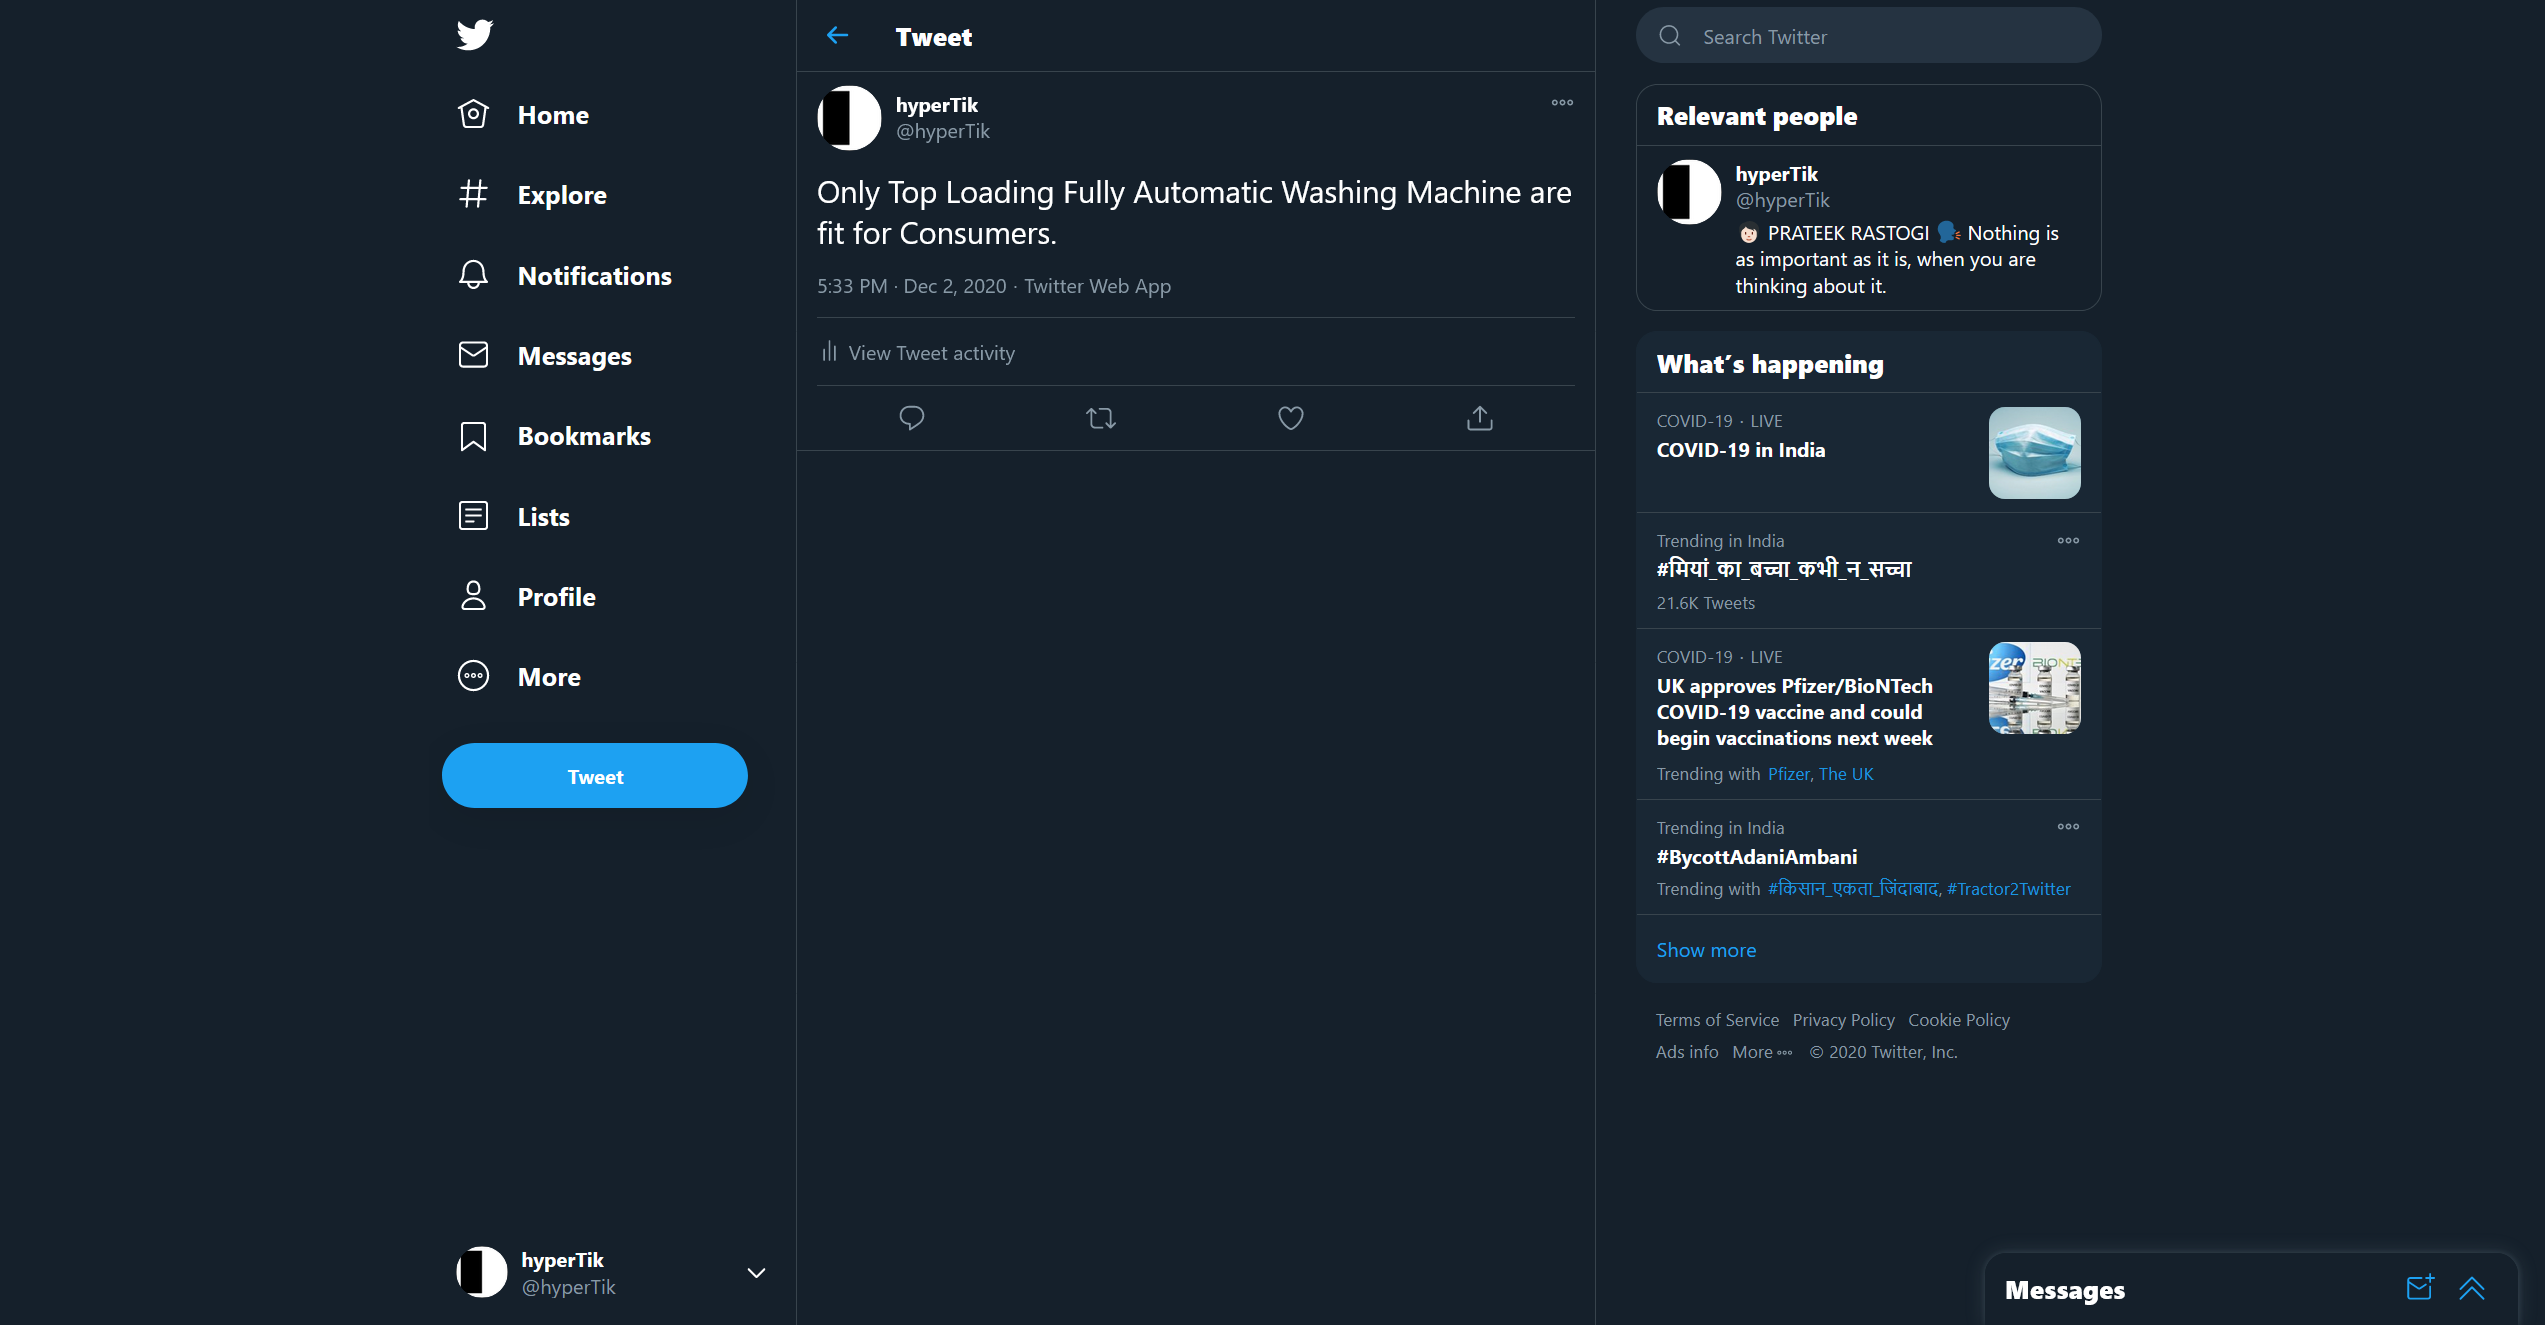 Home
Explore
Notifications
Messages
Bookmarks
Lists
Profile
More
Tweet
hyperTik
@hyperTik
Tweet
hyperTik
@hyperTik
Only Top Loading Fully Automatic Washing Machine are
fit for Consumers.
5:33 PM · Dec 2, 2020 · Twitter Web App
View Tweet activity
Search Twitter
Relevant people
hyperTik
@hyperTik
PRATEEK RASTOGI Nothing is
as important as it is, when you are
thinking about it.
What's happening
COVID-19 · LIVE
COVID-19 in India
Trending in India
#मियां_का_बच्चा_कभी_न_सच्चा
21.6K Tweets
COVID-19 · LIVE
UK approves Pfizer/BioNTech
COVID-19 vaccine and could
begin vaccinations next week
Trending with Pfizer, The UK
zer BIONT
Trending in India
#BycottAdaniAmbani
Trending with #किसान_एकता_जिंदाबाद, #Tractor2Twitter
Show more
Terms of Service Privacy Policy Cookie Policy
Ads info More © 2020 Twitter, Inc.
Messages